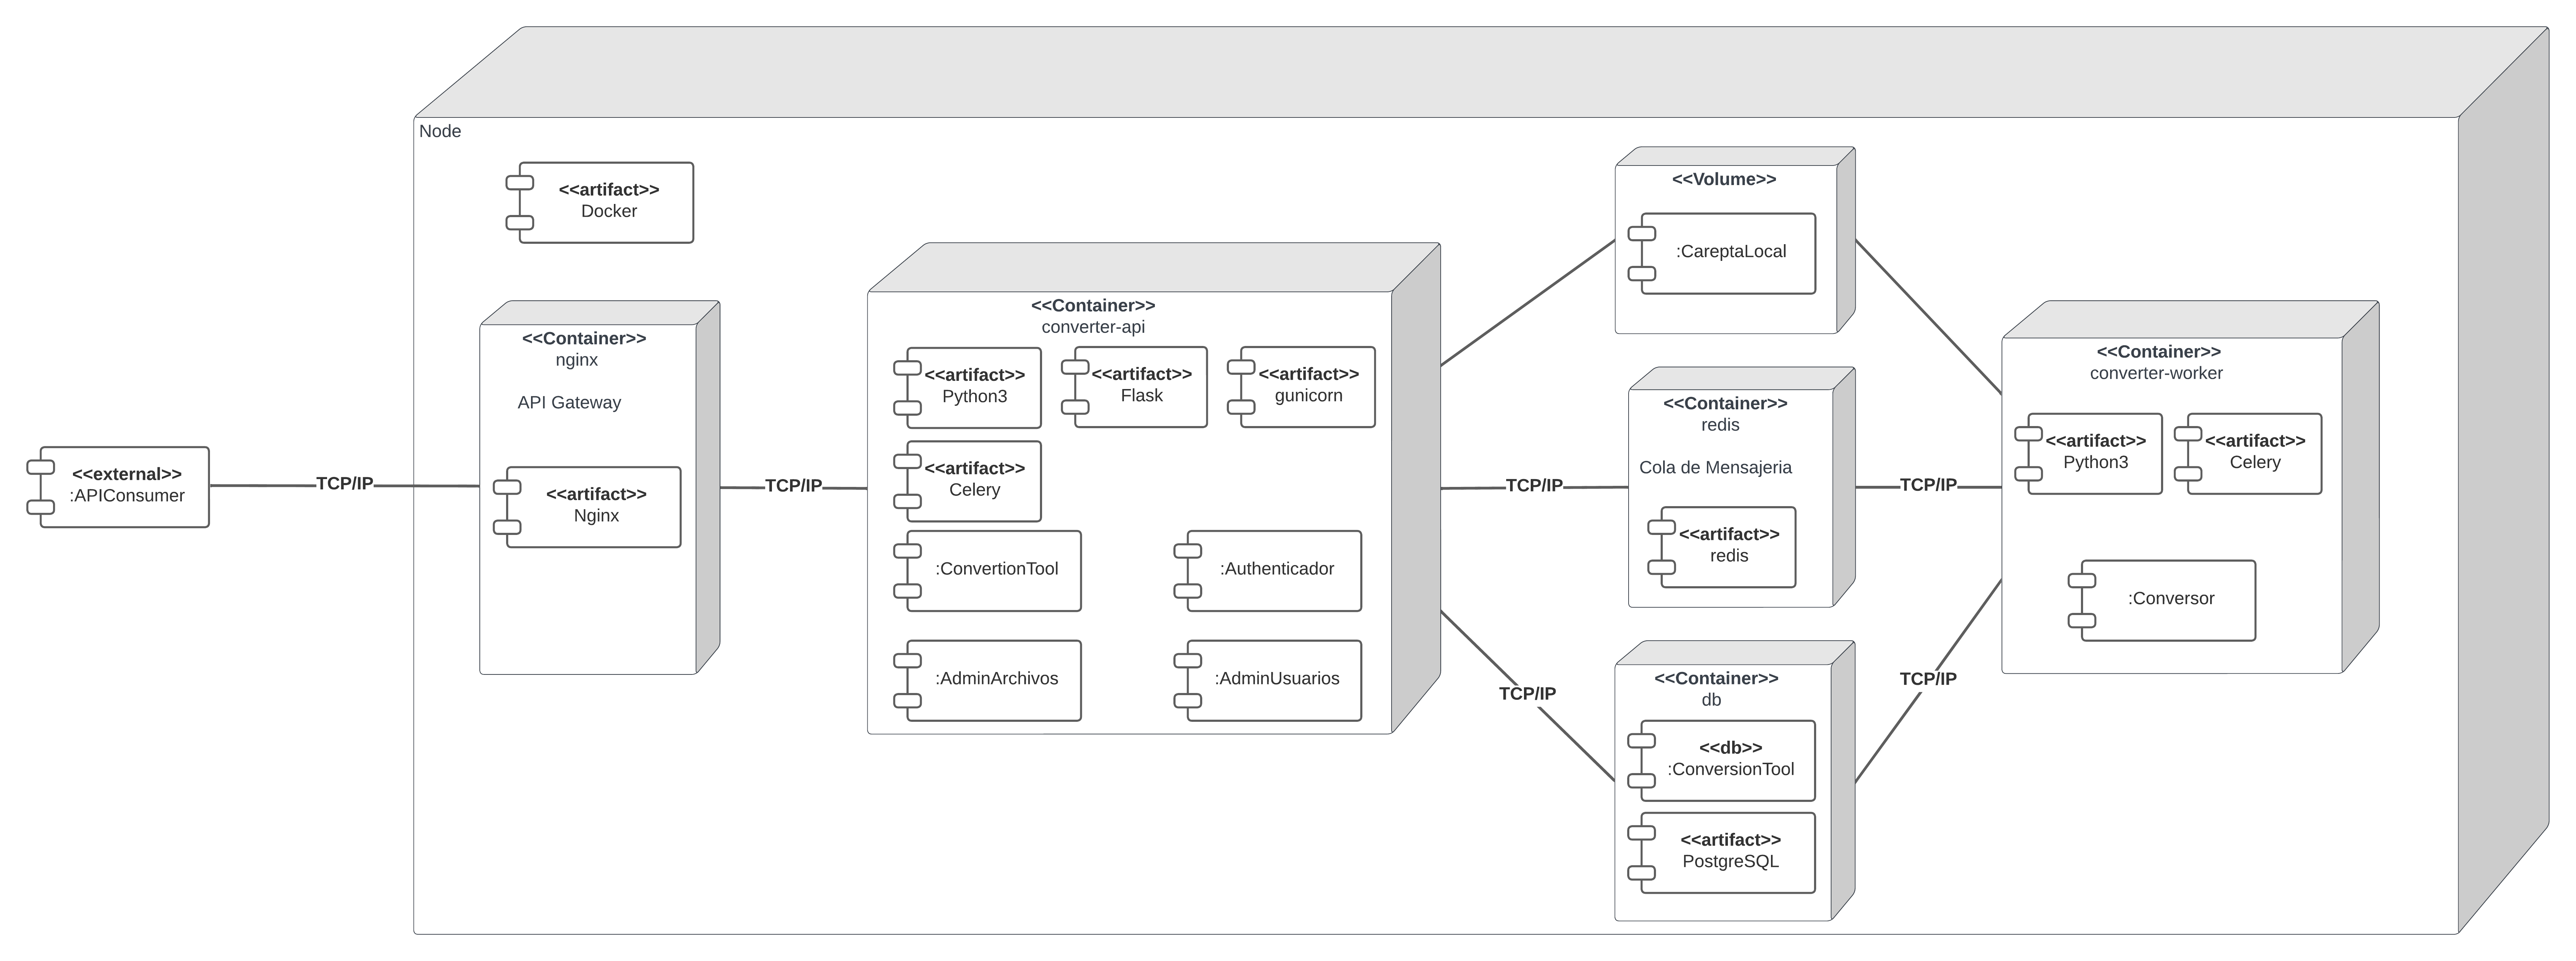 Node
<<artifact>>
Docker
<<external>>
:APIConsumer
TCP/IP
<<Container>>
nginx
API Gateway
<<artifact>>
Nginx
TCP/IP
<<Container>>
converter-api
<<artifact>>
Python3
<<artifact>>
Flask
<<artifact>>
gunicorn
<<artifact>>
Celery
:ConvertionTool
:Authenticador
:AdminArchivos
:AdminUsuarios
TCP/IP
TCP/IP
<<Volume>>
:CareptaLocal
<<Container>>
redis
Cola de Mensajeria
<<artifact>>
redis
<<Container>>
db
<<db>>
:ConversionTool
<<artifact>>
PostgreSQL
TCP/IP
TCP/IP
<<Container>>
converter-worker
<<artifact>>
Python3
<<artifact>>
Celery
:Conversor